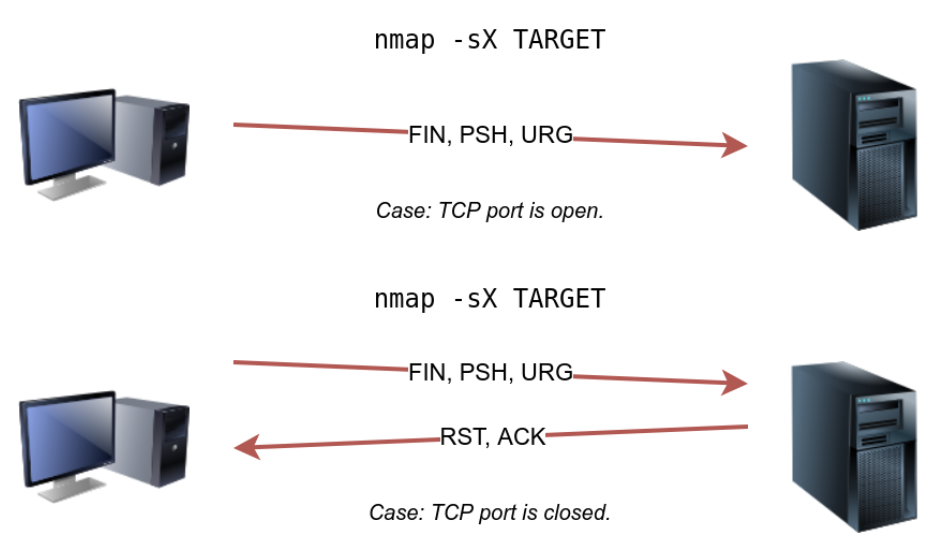 nmap -sX TARGET
FIN, PSH, URG
Case: TCP port is open.
nmap -sX TARGET
FIN, PSH, URG
RST, ACK
Case: TCP port is closed.